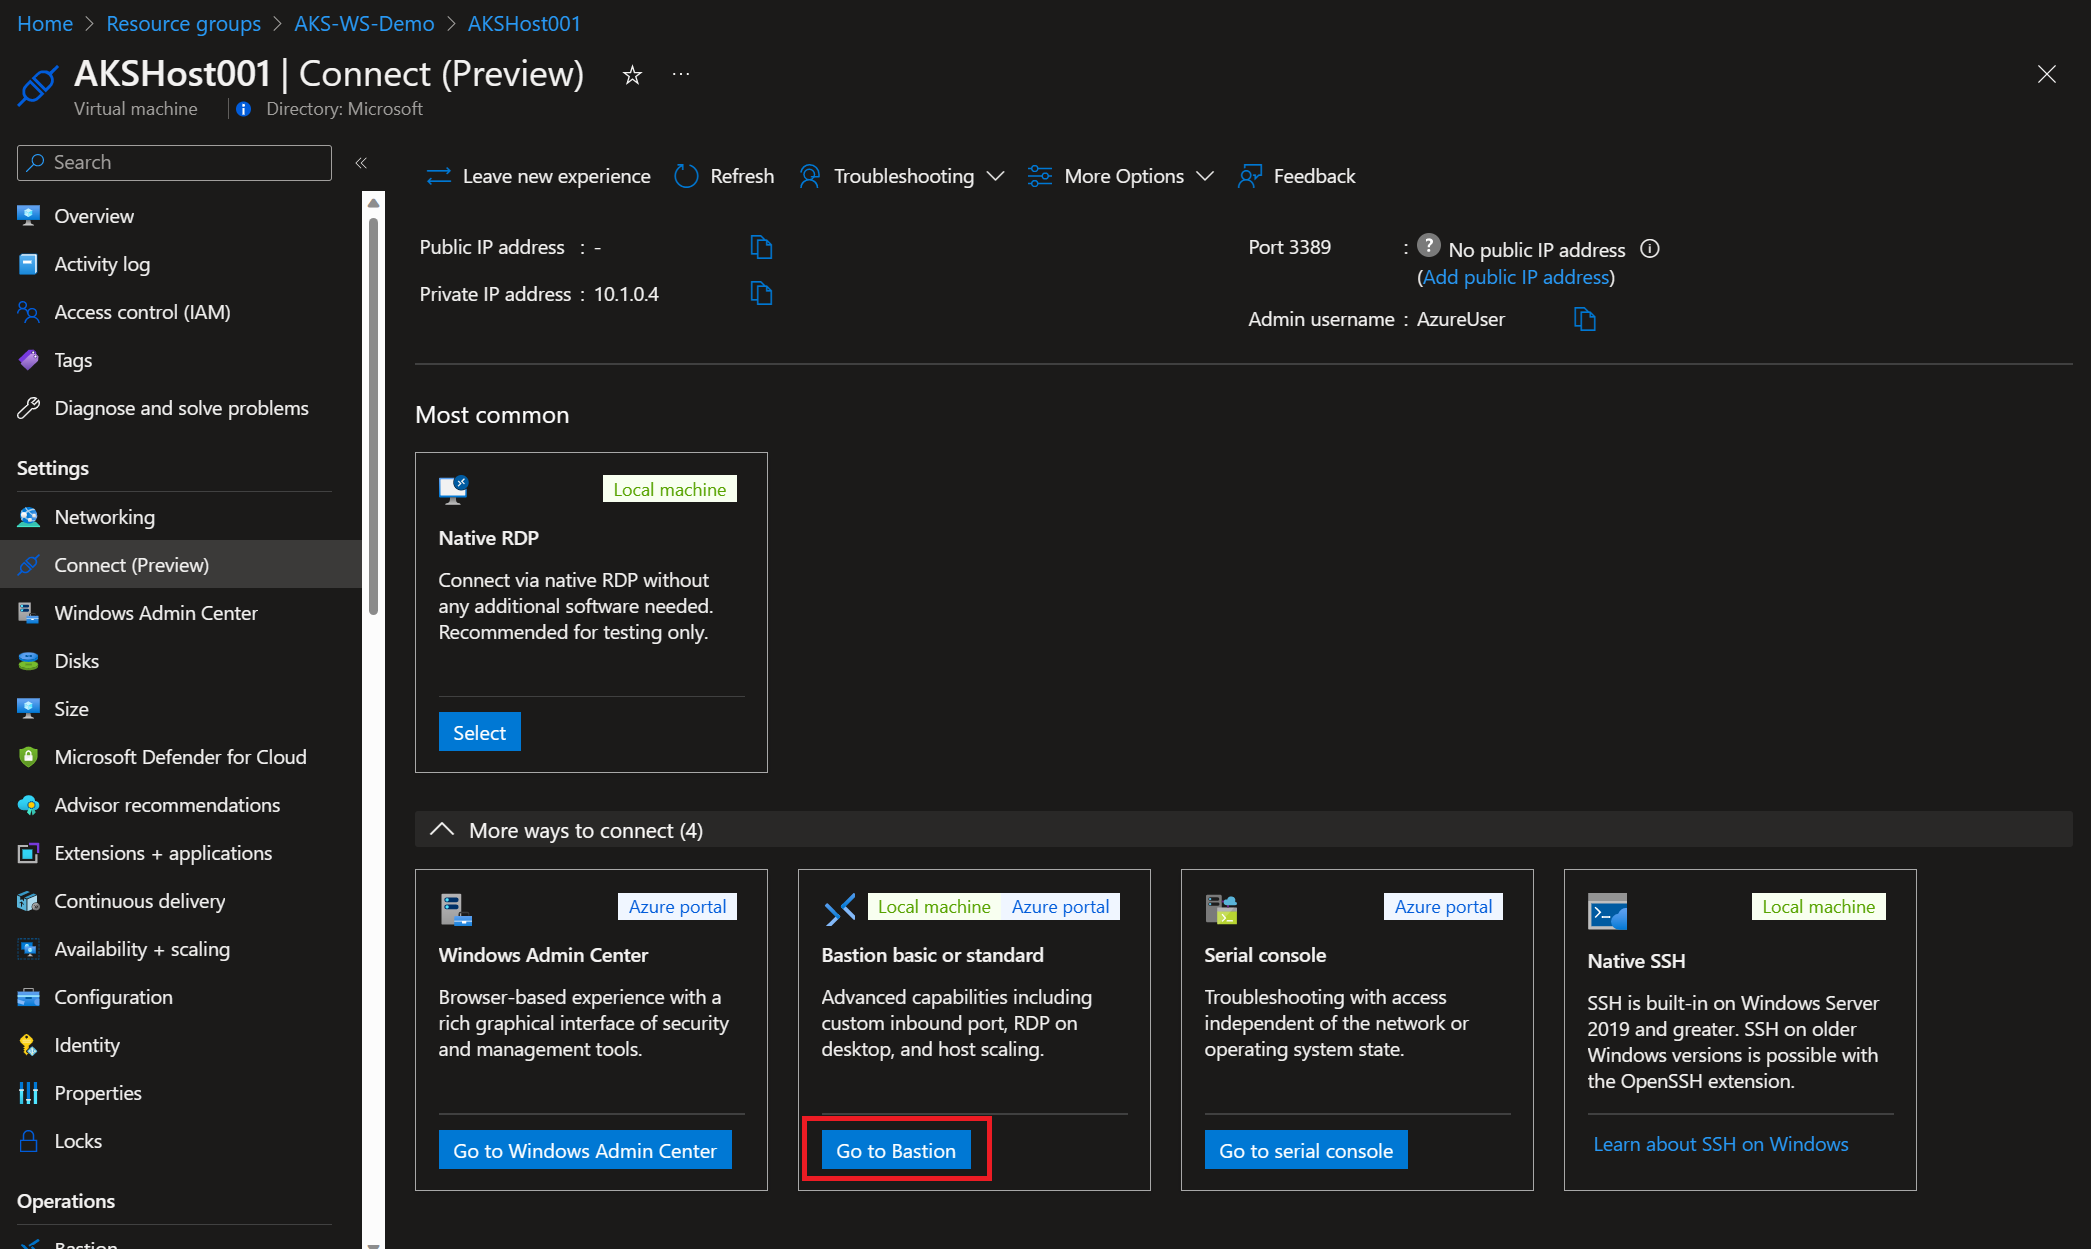 Home > Resource groups > AKS-WS-Demo > AKSHost001
AKSHost001 | Connect (Preview) ☆ ···
Virtual machine | Directory: Microsoft
Search «
Overview
Activity log
Access control (IAM)
Tags
Diagnose and solve problems
Settings
Networking
Connect (Preview)
Windows Admin Center
Disks
Size
Microsoft Defender for Cloud
Advisor recommendations
Extensions + applications
Continuous delivery
Availability + scaling
Configuration
Identity
Properties
Locks
Operations
Bastion
Leave new experience Refresh Troubleshooting More Options Feedback
Public IP address : -
Private IP address : 10.1.0.4
Port 3389 : No public IP address
(Add public IP address)
Admin username : AzureUser
Most common
Local machine
Native RDP
Connect via native RDP without
any additional software needed.
Recommended for testing only.
Select
More ways to connect (4)
Azure portal
Windows Admin Center
Browser-based experience with a
rich graphical interface of security
and management tools.
Go to Windows Admin Center
Local machine Azure portal
Bastion basic or standard
Advanced capabilities including
custom inbound port, RDP on
desktop, and host scaling.
Go to Bastion
Azure portal
Serial console
Troubleshooting with access
independent of the network or
operating system state.
Go to serial console
Local machine
Native SSH
SSH is built-in on Windows Server
2019 and greater. SSH on older
Windows versions is possible with
the OpenSSH extension.
Learn about SSH on Windows